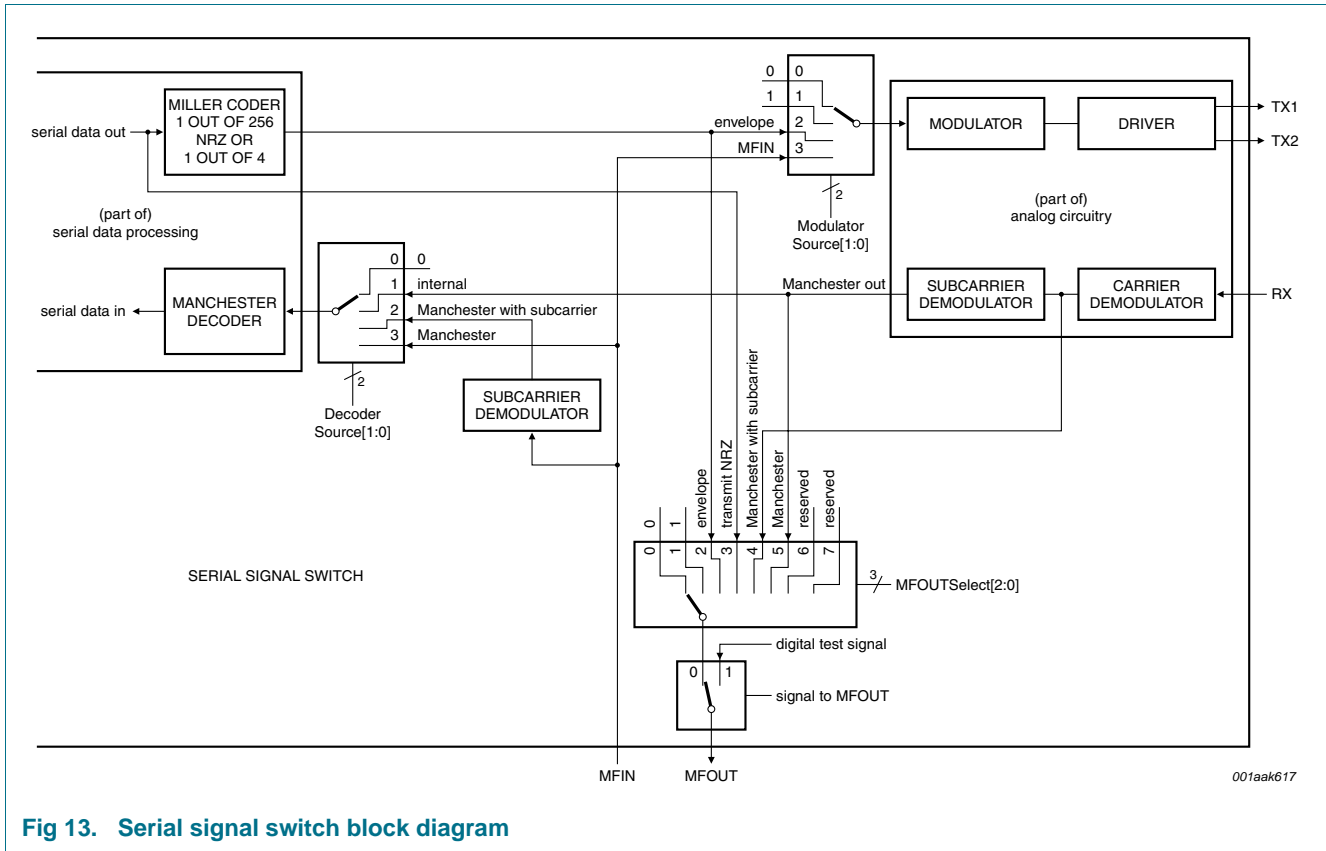 MILLER CODER
1 OUT OF 256
NRZ OR
1 OUT OF 4
serial data out
(part of)
serial data processing
serial data in
MANCHESTER
DECODER
0 0
1 internal
2 Manchester with subcarrier
3 Manchester
2
Decoder
Source[1:0]
SUBCARRIER
DEMODULATOR
0 0
1 1
envelope 2
MFIN 3
2
Modulator
Source[1:0]
MODULATOR
DRIVER
TX1
TX2
(part of)
analog circuitry
Manchester out
SUBCARRIER
DEMODULATOR
CARRIER
DEMODULATOR
RX
0
1
envelope
transmit NRZ
Manchester with subcarrier
Manchester
reserved
reserved
0 1 2 3 4 5 6 7
3
MFOUTSelect[2:0]
SERIAL SIGNAL SWITCH
digital test signal
0 1
signal to MFOUT
MFIN
MFOUT
001aak617
Fig 13. Serial signal switch block diagram